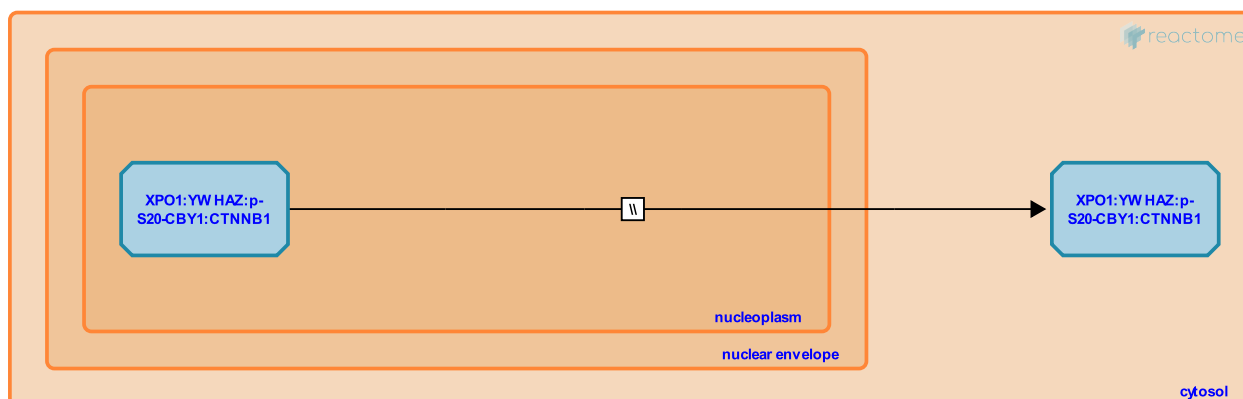 reactome
XPO1:YWHAZ:p-
S20-CBY1:CTNNB1
\\
XPO1:YWHAZ:p-
S20-CBY1:CTNNB1
nucleoplasm
nuclear envelope
cytosol